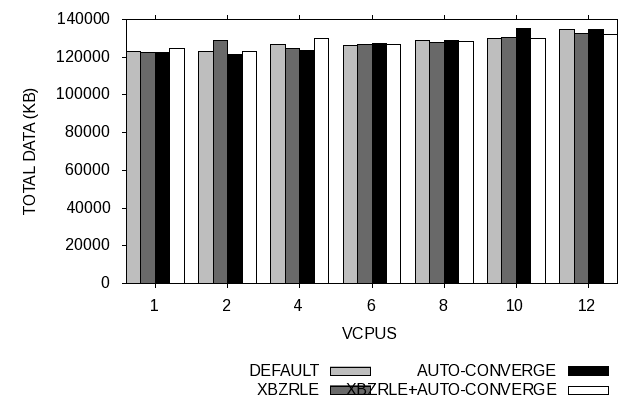 140000
120000
100000
80000
60000
40000
20000
0
TOTAL DATA (KB)
1 2 4 6 8 10 12
VCPUS
DEFAULT AUTO-CONVERGE
XBZRLE XBZRLE+AUTO-CONVERGE